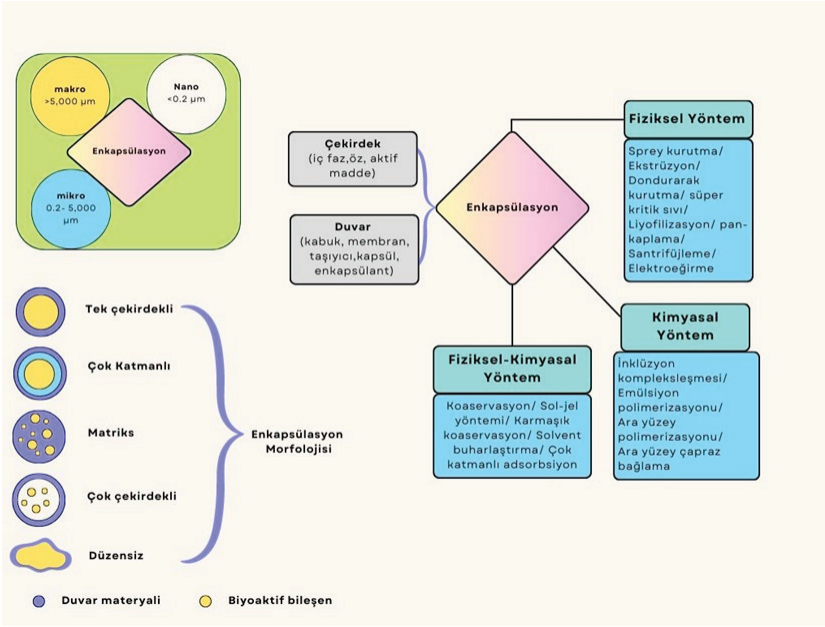 makro
>5,000 µm
Nano
<0.2 µm
Enkapsülasyon
mikro
0.2- 5,000
µm
Çekirdek
(iç faz,öz, aktif
madde)
Duvar
(kabuk, membran,
taşıyıcı,kapsül,
enkapsülant)
Enkapsülasyon
Fiziksel Yöntem
Sprey kurutma/
Ekstrüzyon/
Dondurarak
kurutma/ süper
kritik sıvı/
Liyofilizasyon/ pan-
kaplama/
Santrifüjleme/
Elektroeğirme
Kimyasal
Yöntem
İnklüzyon
kompleksleşmesi/
Emülsiyon
polimerizasyonu/
Ara yüzey
polimerizasyonu/
Ara yüzey çapraz
bağlama
Fiziksel-Kimyasal
Yöntem
Koaservasyon/ Sol-jel
yöntemi/ Karmaşık
koaservasyon/ Solvent
buharlaştırma/ Çok
katmanlı adsorbsiyon
Tek çekirdekli
Çok Katmanlı
Matriks
Çok çekirdekli
Düzensiz
Enkapsülasyon
Morfolojisi
Duvar materyali
Biyoaktif bileşen